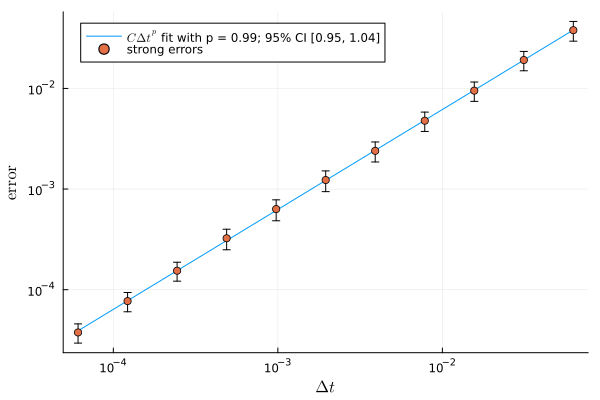 CΔt^p fit with p = 0.99; 95% CI [0.95, 1.04]
strong errors
10⁻²
10⁻³
10⁻⁴
error
10⁻⁴ 10⁻³ 10⁻²
Δt